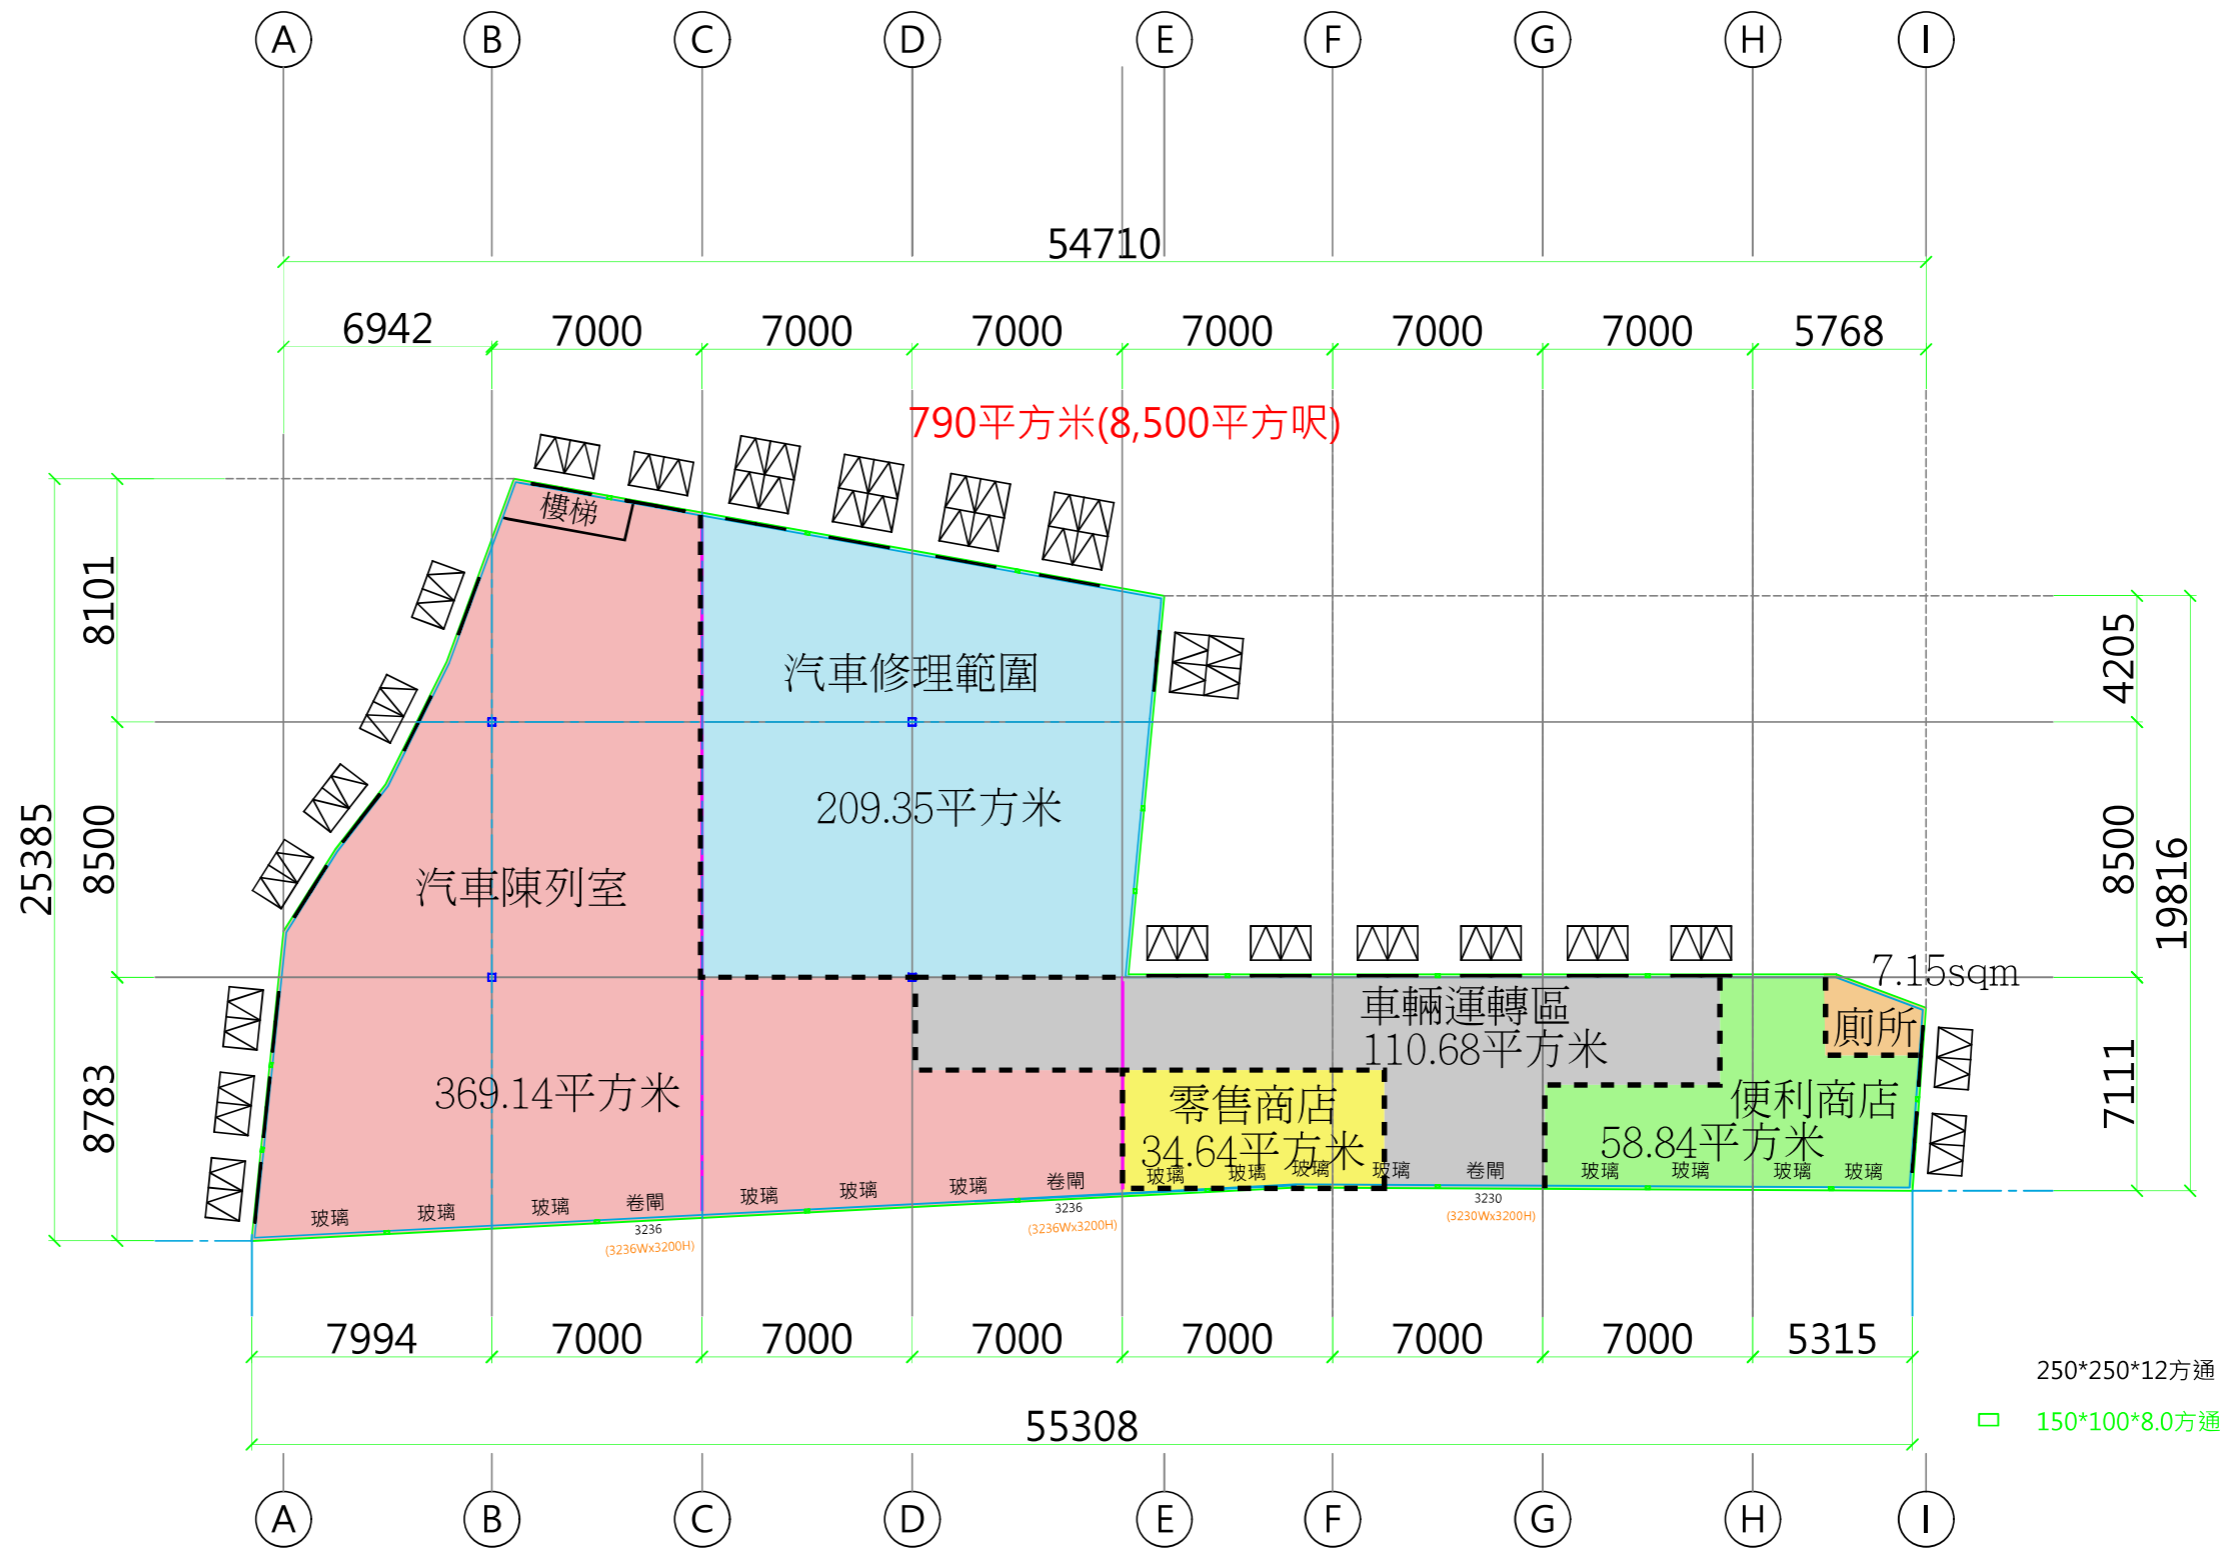 A B C D E F G H I
54710
6942 7000 7000 7000 7000 7000 7000 5768
790平方米(8,500平方呎)
樓梯
8101
8500
8783
25385
4205
8500
7111
19816
汽車修理範圍
209.35平方米
汽車陳列室
369.14平方米
7.15sqm
廁所
車輛運轉區
110.68平方米
零售商店
34.64平方米
便利商店
58.84平方米
玻璃 玻璃 玻璃 卷閘 玻璃 玻璃 玻璃 卷閘 玻璃 玻璃 玻璃 玻璃 卷閘 玻璃 玻璃 玻璃 玻璃
3236
(3236Wx3200H)
3236
(3236Wx3200H)
3230
(3230Wx3200H)
7994 7000 7000 7000 7000 7000 7000 5315
55308
250*250*12方通
150*100*8.0方通
A B C D E F G H I